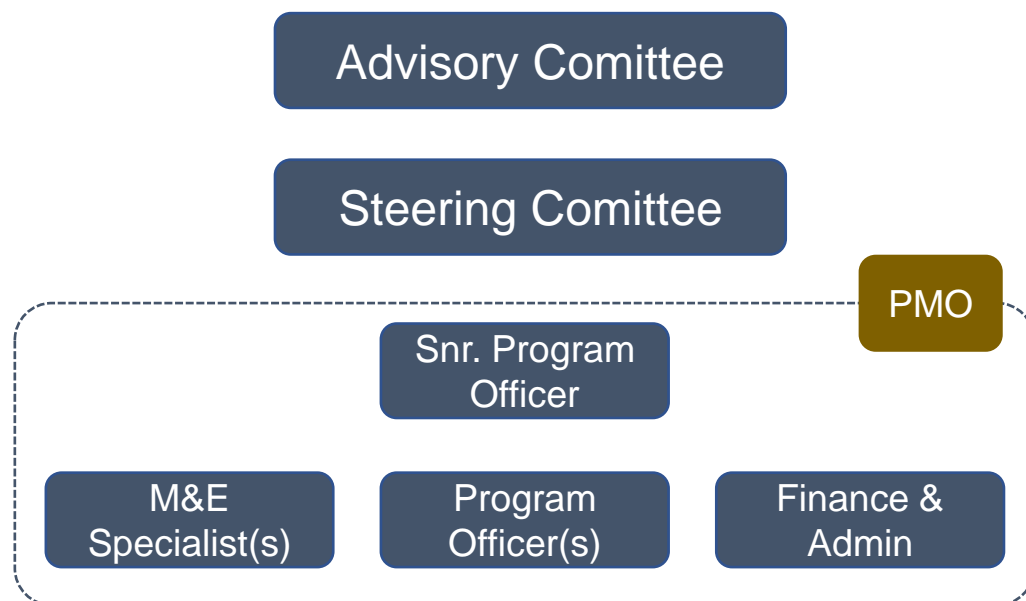 Advisory Comittee
Steering Comittee
PMO
Snr. Program
Officer
M&E
Specialist(s)
Program
Officer(s)
Finance &
Admin